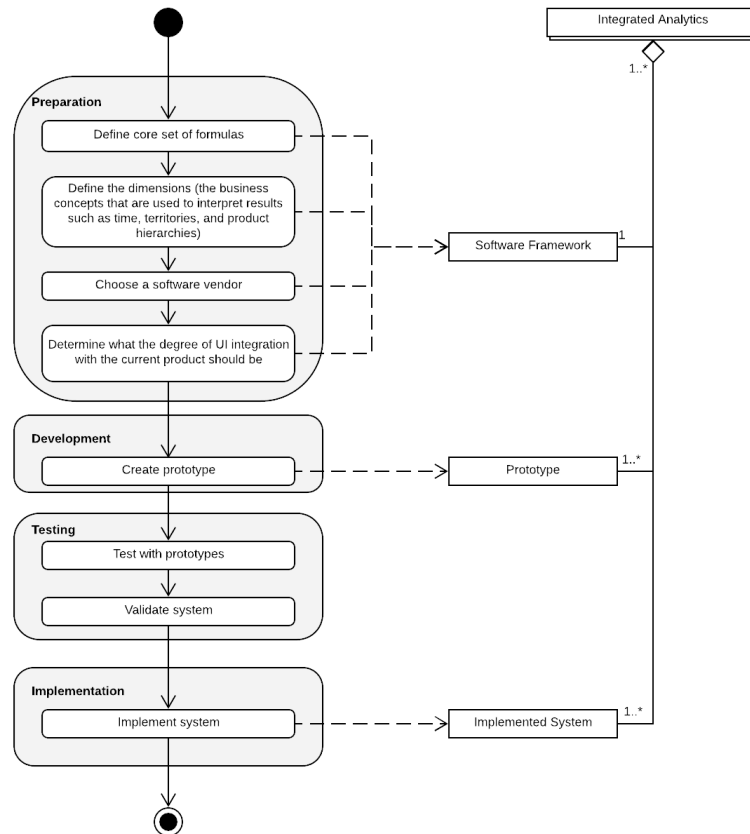 Integrated Analytics
1..*
Preparation
Define core set of formulas
Define the dimensions (the business
concepts that are used to interpret results
such as time, territories, and product
hierarchies)
Software Framework
1
Choose a software vendor
Determine what the degree of UI integration
with the current product should be
Development
Create prototype
Prototype
1..*
Testing
Test with prototypes
Validate system
Implementation
Implement system
Implemented System
1..*